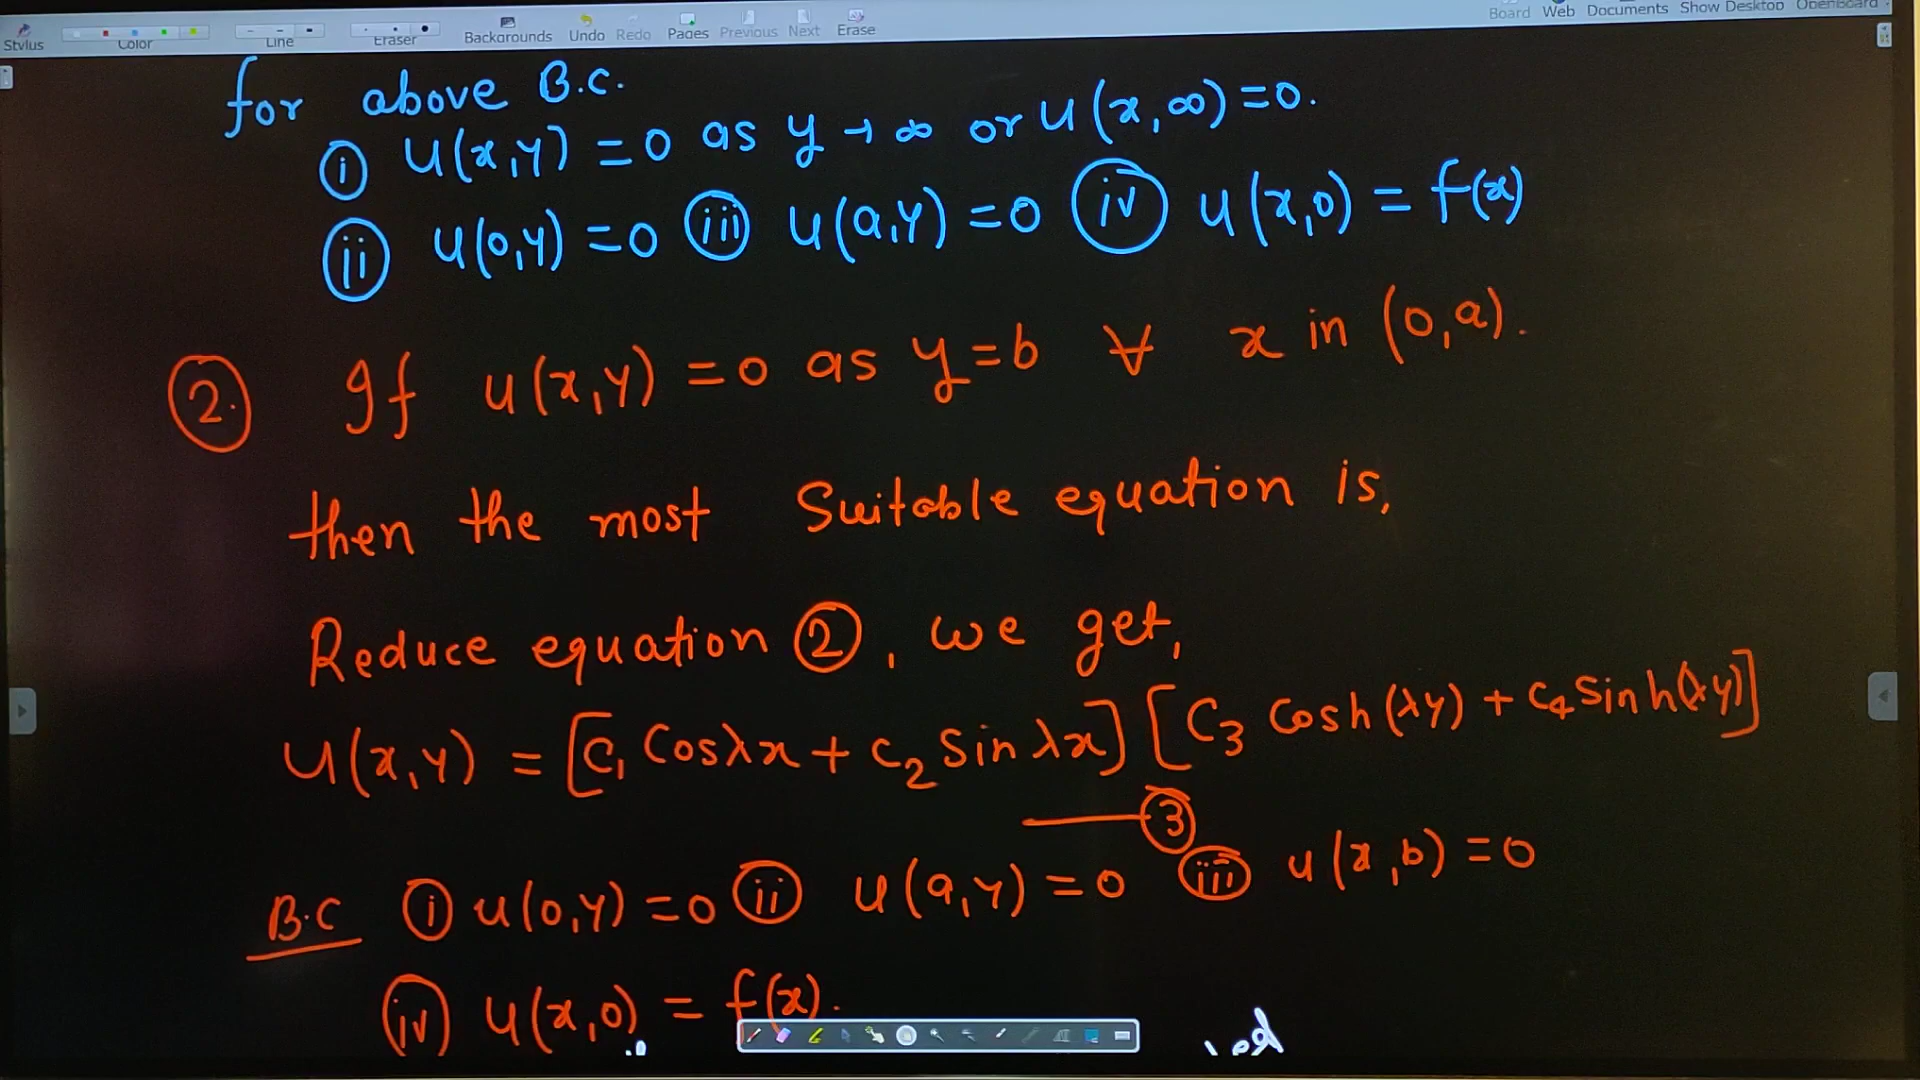 Stylus Color Line Eraser Backgrounds Undo Redo Pages Previous Next Erase Board Web Documents Show Desktop OpenBoard
for above B.C.
(i) u(x,y) = 0 as y → ∞ or u(x,∞) = 0.
(ii) u(0,y) = 0 (iii) u(a,y) = 0 (iv) u(x,0) = f(x)
(2.) If u(x,y) = 0 as y = b ∀ x in (0,a).
then the most Suitable equation is,
Reduce equation (2), we get,
u(x,y) = [C₁ Cosλx + C₂ Sinλx] [C₃ Cosh(λy) + C₄ Sinh(λy)]
—— (3)
B.C (i) u(0,y) = 0 (ii) u(a,y) = 0 (iii) u(x,b) = 0
(iv) u(x,0) = f(x).